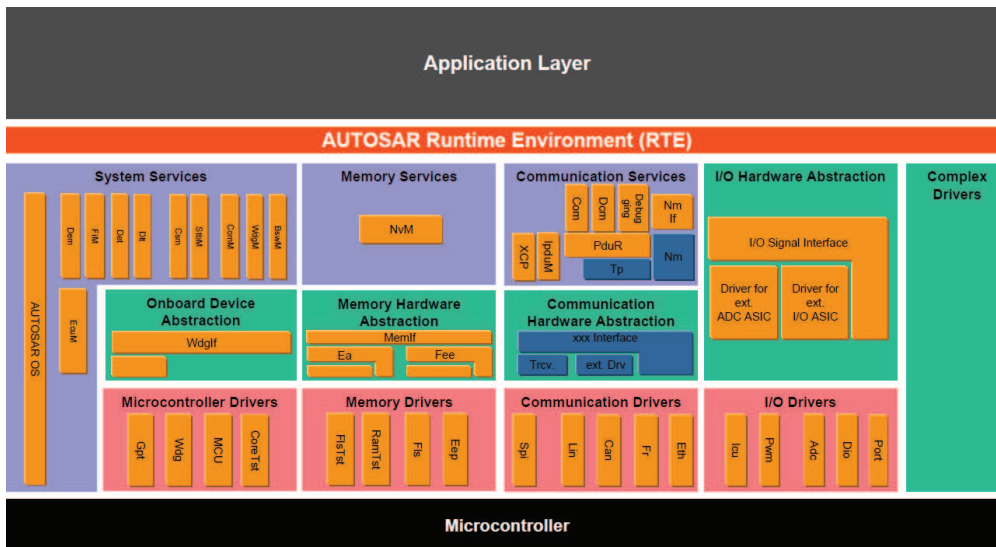 Application Layer
AUTOSAR Runtime Environment (RTE)
System Services
AUTOSAR OS
Dem
FiM
Det
Dlt
Csm
StbM
ComM
WdgM
BswM
EcuM
Memory Services
NvM
Communication Services
Com
Dcm
Debug
ging
Nm
If
XCP
IpduM
PduR
Tp
Nm
I/O Hardware Abstraction
I/O Signal Interface
Driver for
ext.
ADC ASIC
Driver for
ext.
I/O ASIC
Complex
Drivers
Onboard Device
Abstraction
WdgIf
Memory Hardware
Abstraction
MemIf
Ea
Fee
Communication
Hardware Abstraction
xxx Interface
Trcv.
ext. Drv
Microcontroller Drivers
Gpt
Wdg
MCU
CoreTst
Memory Drivers
FlsTst
RamTst
Fls
Eep
Communication Drivers
Spi
Lin
Can
Fr
Eth
I/O Drivers
Icu
Pwm
Adc
Dio
Port
Microcontroller